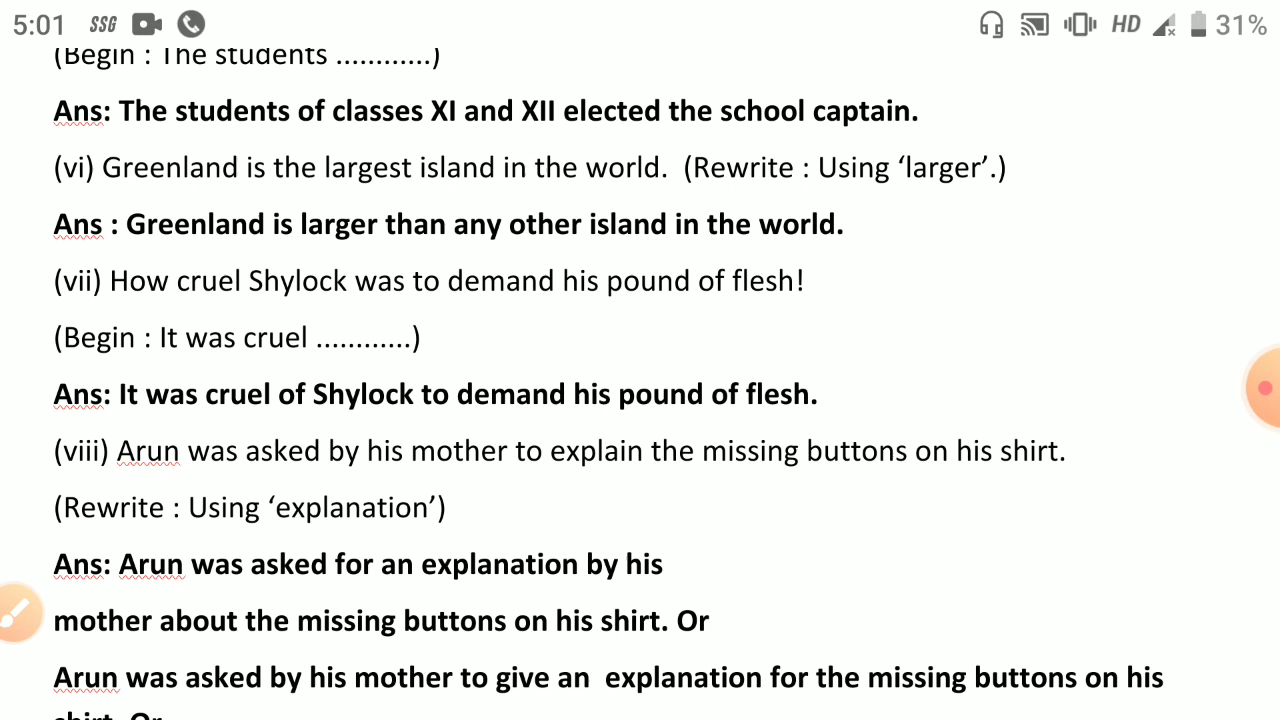 5:01 SSG HD 31%
(Begin : The students ............)
Ans: The students of classes XI and XII elected the school captain.
(vi) Greenland is the largest island in the world.  (Rewrite : Using ‘larger’.)
Ans : Greenland is larger than any other island in the world.
(vii) How cruel Shylock was to demand his pound of flesh!
(Begin : It was cruel ............)
Ans: It was cruel of Shylock to demand his pound of flesh.
(viii) Arun was asked by his mother to explain the missing buttons on his shirt.
(Rewrite : Using ‘explanation’)
Ans: Arun was asked for an explanation by his
mother about the missing buttons on his shirt. Or
Arun was asked by his mother to give an  explanation for the missing buttons on his
shirt. Or